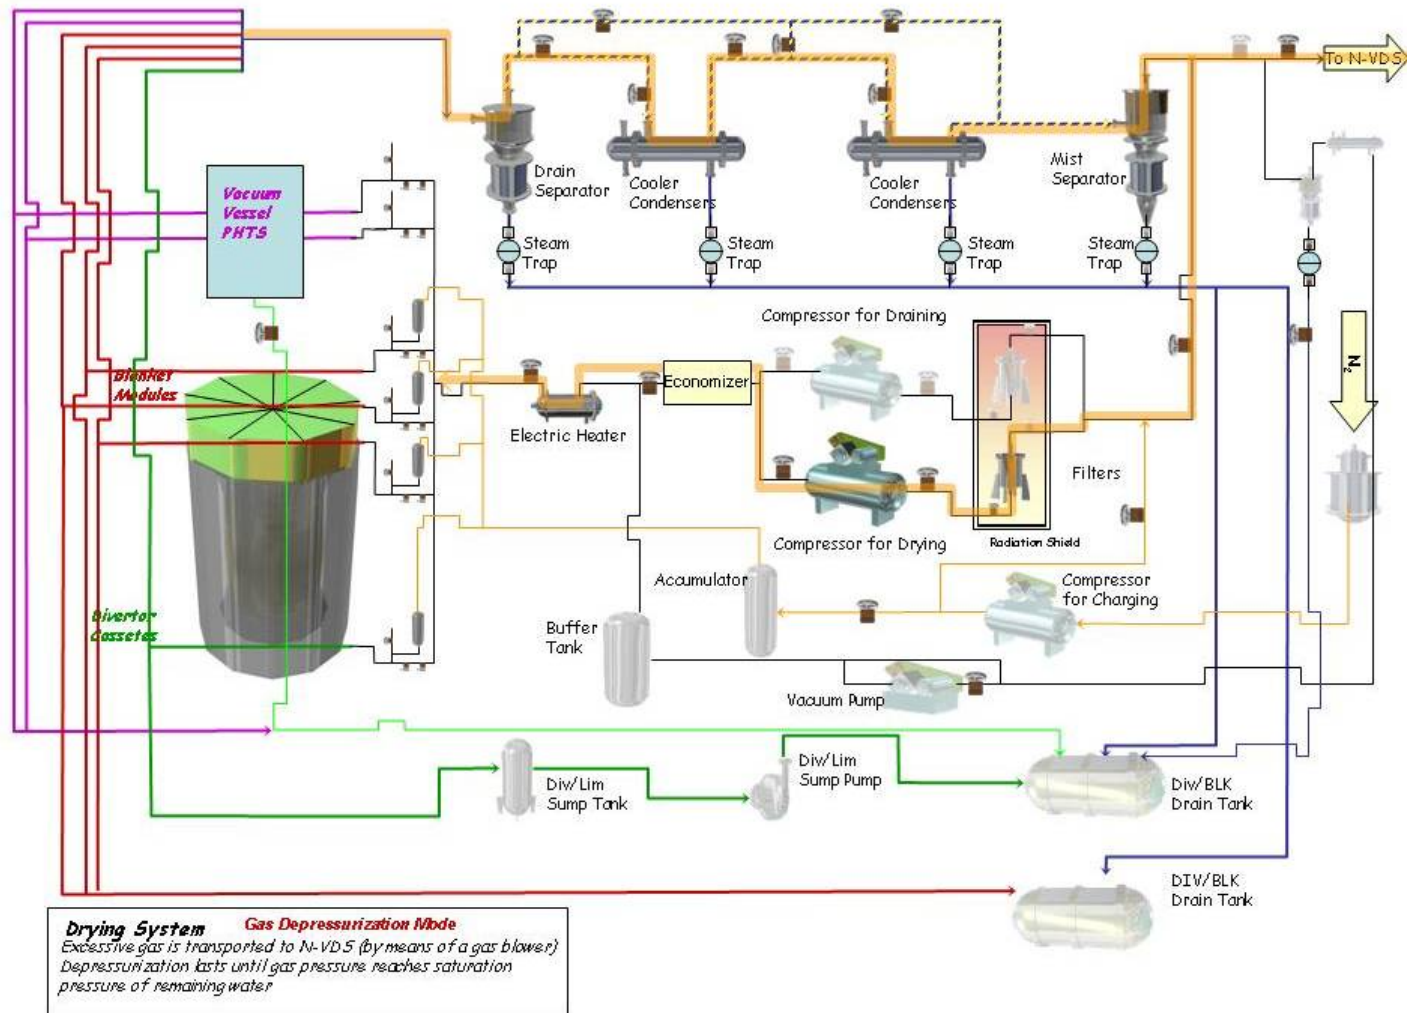 To N-VDS
Drain
Separator
Cooler
Condensers
Cooler
Condensers
Mist
Separator
Vacuum
Vessel
PHTS
Steam
Trap
Steam
Trap
Steam
Trap
Steam
Trap
Compressor for Draining
N2
Blanket
Modules
Economizer
Electric Heater
Filters
Radiation Shield
Compressor for Drying
Accumulator
Compressor
for Charging
Divertor
Cassetes
Buffer
Tank
Vacuum Pump
Div/Lim
Sump Tank
Div/Lim
Sump Pump
Div/BLK
Drain Tank
DIV/BLK
Drain Tank
Drying System Gas Depressurization Mode
Excessive gas is transported to N-VDS (by means of a gas blower)
Depressurization lasts until gas pressure reaches saturation
pressure of remaining water